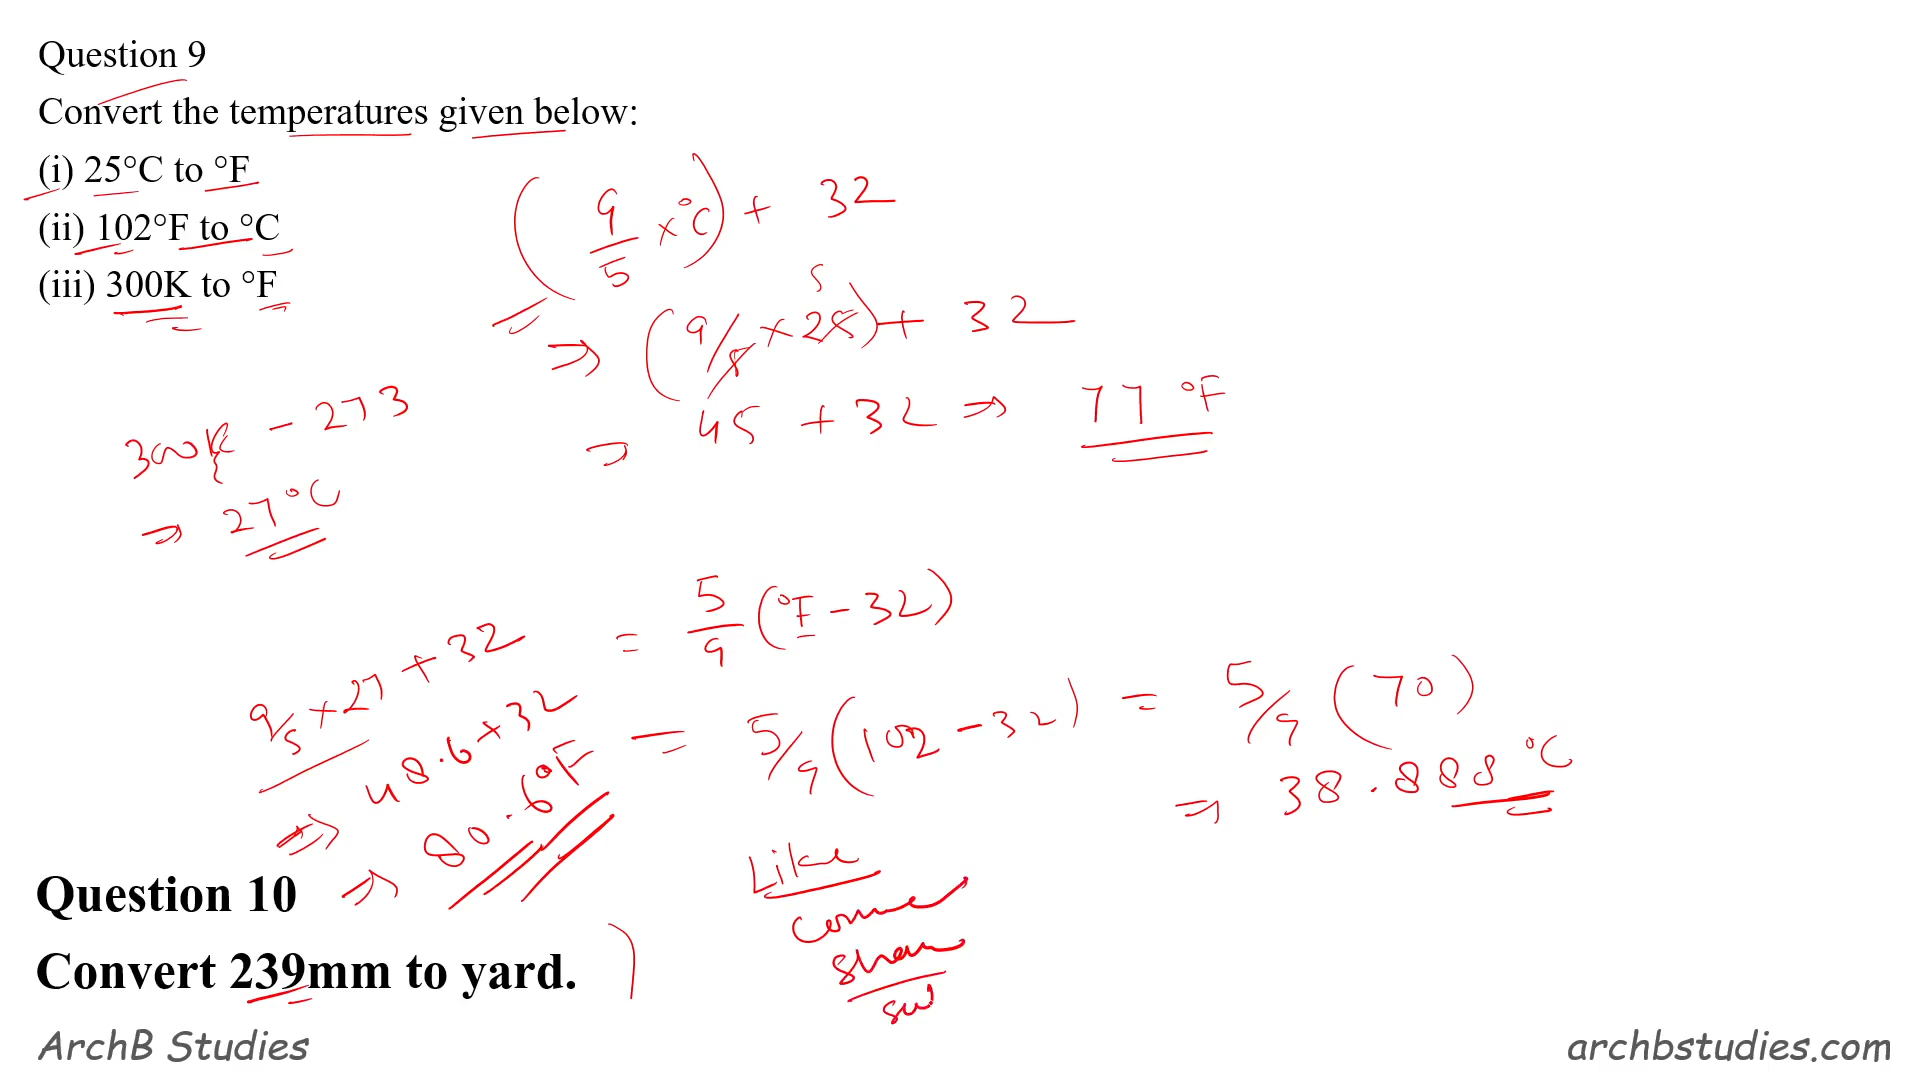 Question 9
Convert the temperatures given below:
(i) 25°C to °F
(ii) 102°F to °C
(iii) 300K to °F
(9/5 × °C) + 32
⇒ (9/5 × 25) + 32
5
⇒ 45 + 32 ⇒ 77 °F
300K - 273
⇒ 27°C
= 5/9 (°F - 32)
= 5/9 (102 - 32) = 5/9 (70)
⇒ 38.888 °C
9/5 × 27 + 32
⇒ 48.6 + 32
⇒ 80.6°F
Like
Question 10
Convert 239mm to yard.
ArchB Studies
archbstudies.com